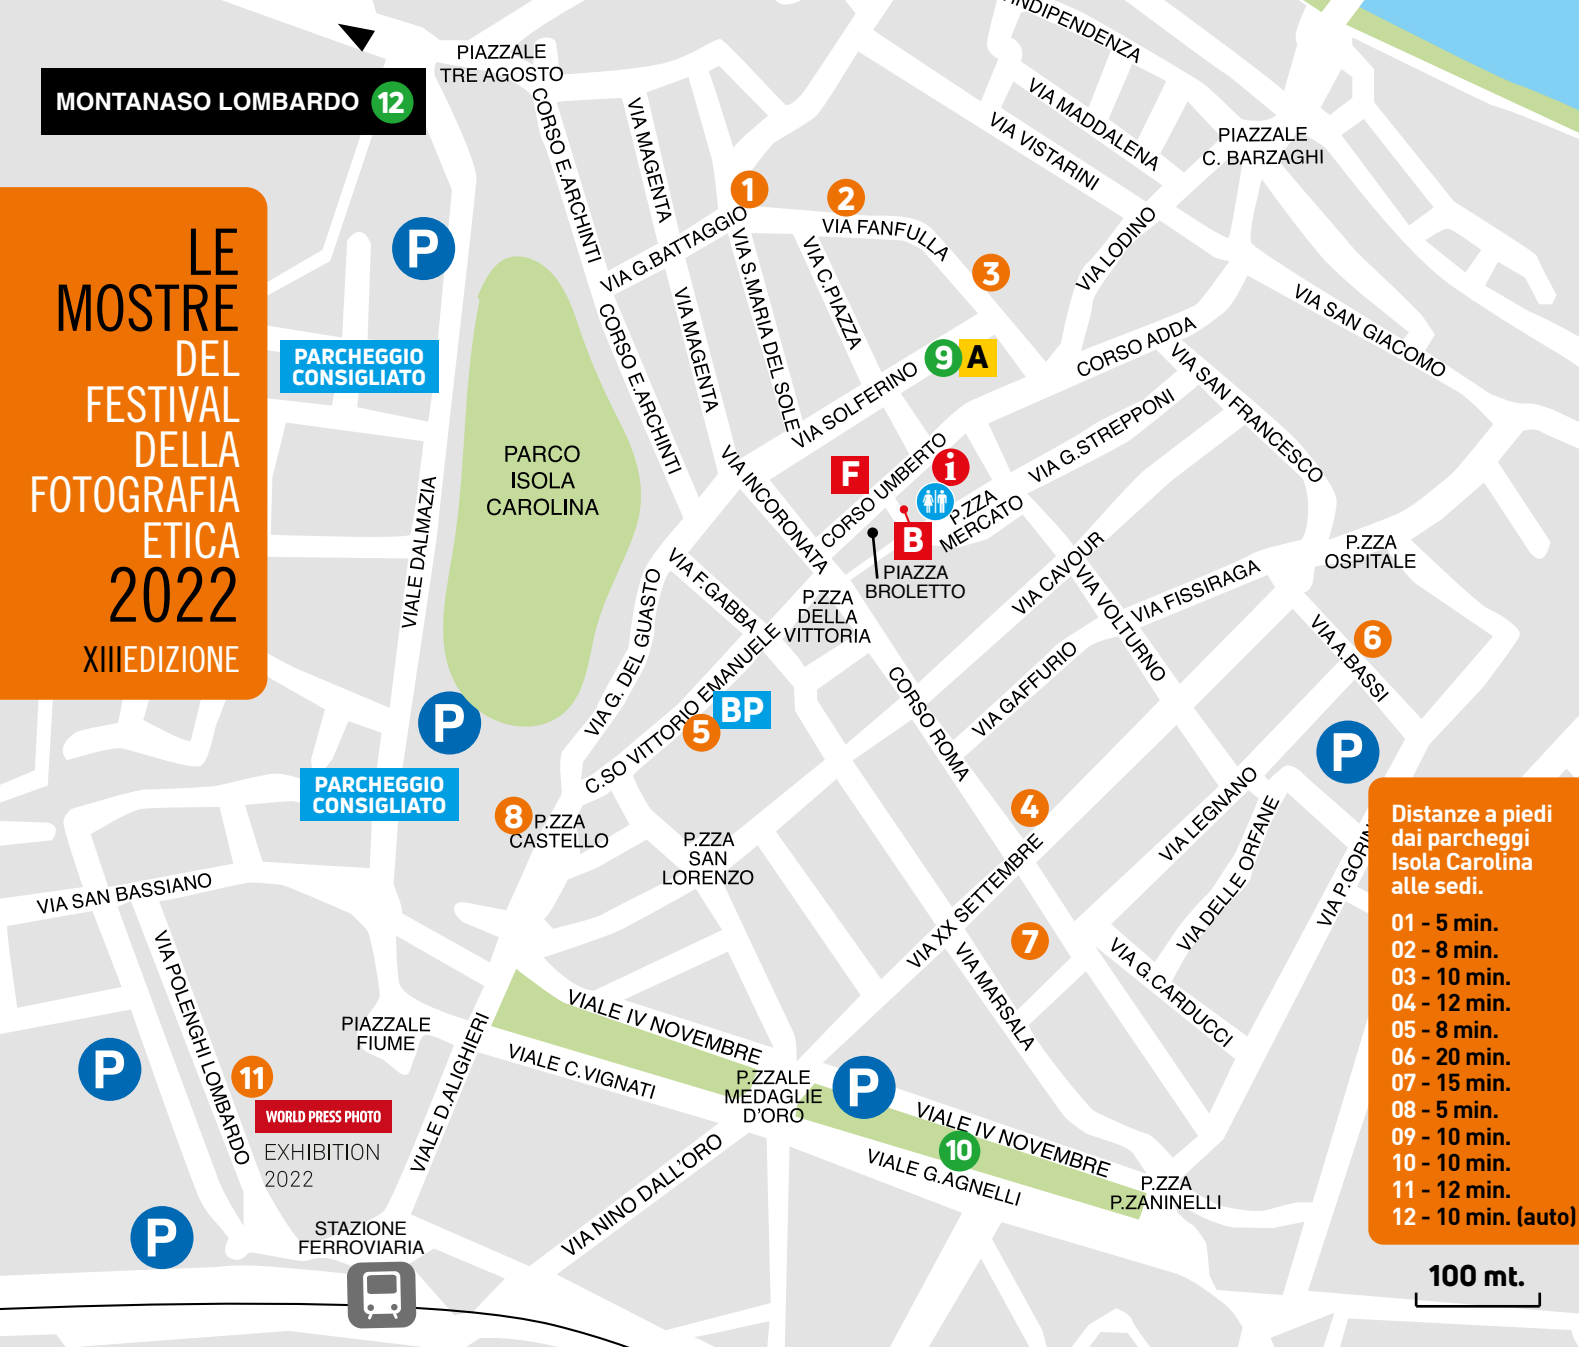 INDIPENDENZA
PIAZZALE
TRE AGOSTO
MONTANASO LOMBARDO 12
CORSO E.ARCHINTI
VIA MAGENTA
VIA MADDALENA
VIA VISTARINI
PIAZZALE
C. BARZAGHI
LE
MOSTRE
DEL
FESTIVAL
DELLA
FOTOGRAFIA
ETICA
2022
XIIIEDIZIONE
P
1
2
VIA FANFULLA
3
VIA G.BATTAGGIO
VIA S.MARIA DEL SOLE
VIA C.PIAZZA
VIA LODINO
VIA SAN GIACOMO
PARCHEGGIO
CONSIGLIATO
CORSO E.ARCHINTI
VIA MAGENTA
9 A
CORSO ADDA
VIA SAN FRANCESCO
VIA SOLFERINO
VIA G.STREPPONI
PARCO
ISOLA
CAROLINA
VIA INCORONATA
F
CORSO UMBERTO
i
P.ZZA
MERCATO
B
PIAZZA
BROLETTO
VIALE DALMAZIA
VIA F.GABBA
VIA G. DEL GUASTO
P.ZZA
DELLA
VITTORIA
VIA CAVOUR
VIA VOLTURNO
VIA FISSIRAGA
P.ZZA
OSPITALE
VIA A.BASSI
6
C.SO VITTORIO EMANUELE
BP
5
CORSO ROMA
VIA GAFFURIO
P
P
PARCHEGGIO
CONSIGLIATO
8
P.ZZA
CASTELLO
P.ZZA
SAN
LORENZO
4
VIA LEGNANO
VIA DELLE ORFANE
VIA P.GORIN
VIA XX SETTEMBRE
7
VIA MARSALA
VIA G.CARDUCCI
VIA SAN BASSIANO
VIA POLENGHI LOMBARDO
PIAZZALE
FIUME
VIALE D.ALIGHIERI
VIALE IV NOVEMBRE
VIALE C.VIGNATI
P.ZZALE
MEDAGLIE
D'ORO
P
VIALE IV NOVEMBRE
10
VIALE G.AGNELLI
P.ZZA
P.ZANINELLI
VIA NINO DALL'ORO
P
11
WORLD PRESS PHOTO
EXHIBITION
2022
P
STAZIONE
FERROVIARIA
Distanze a piedi
dai parcheggi
Isola Carolina
alle sedi.
01 - 5 min.
02 - 8 min.
03 - 10 min.
04 - 12 min.
05 - 8 min.
06 - 20 min.
07 - 15 min.
08 - 5 min.
09 - 10 min.
10 - 10 min.
11 - 12 min.
12 - 10 min. (auto)
100 mt.